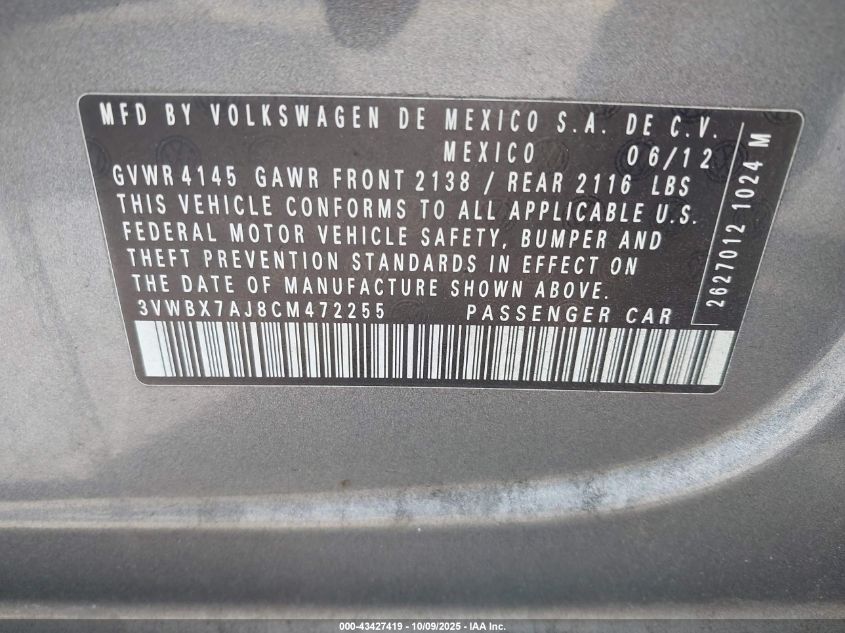 MFD BY VOLKSWAGEN DE MEXICO S.A. DE C.V.
MEXICO 06/12
GVWR 4145 GAWR FRONT 2138 / REAR 2116 LBS
THIS VEHICLE CONFORMS TO ALL APPLICABLE U.S.
FEDERAL MOTOR VEHICLE SAFETY, BUMPER AND
THEFT PREVENTION STANDARDS IN EFFECT ON
THE DATE OF MANUFACTURE SHOWN ABOVE.
3VWBX7AJ8CM472255 PASSENGER CAR
2627012 1024 M
000-43427419 - 10/09/2025 - IAA Inc.